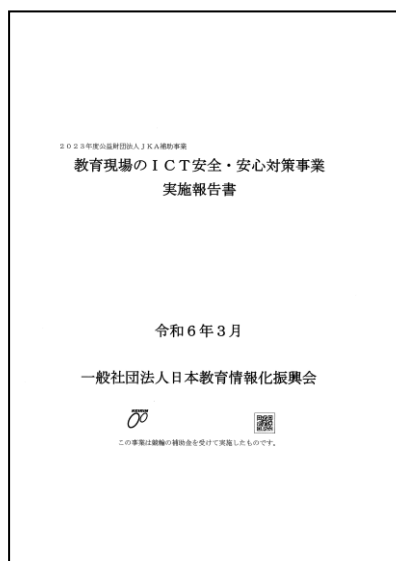 ２０２３年度公益財団法人ＪＫＡ補助事業
教育現場のＩＣＴ安全・安心対策事業
実施報告書
令和６年３月
一般社団法人日本教育情報化振興会
この事業は競輪の補助金を受けて実施したものです。